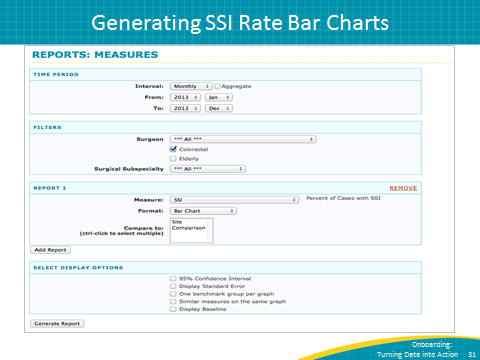 Generating SSI Rate Bar Charts
REPORTS: MEASURES
TIME PERIOD
Interval: Monthly Aggregate
From: 2013 Jan
To: 2013 Dec
FILTERS
Surgeon *** All ***
Colorectal
Elderly
Surgical Subspecialty *** All ***
REPORT 1 REMOVE
Measure: SSI Percent of Cases with SSI
Format: Bar Chart
Compare to: Site
(ctrl-click to select multiple) Comparison
Add Report
SELECT DISPLAY OPTIONS
95% Confidence Interval
Display Standard Error
One benchmark group per graph
Similar measures on the same graph
Display Baseline
Generate Report
Onboarding:
Turning Data into Action 31